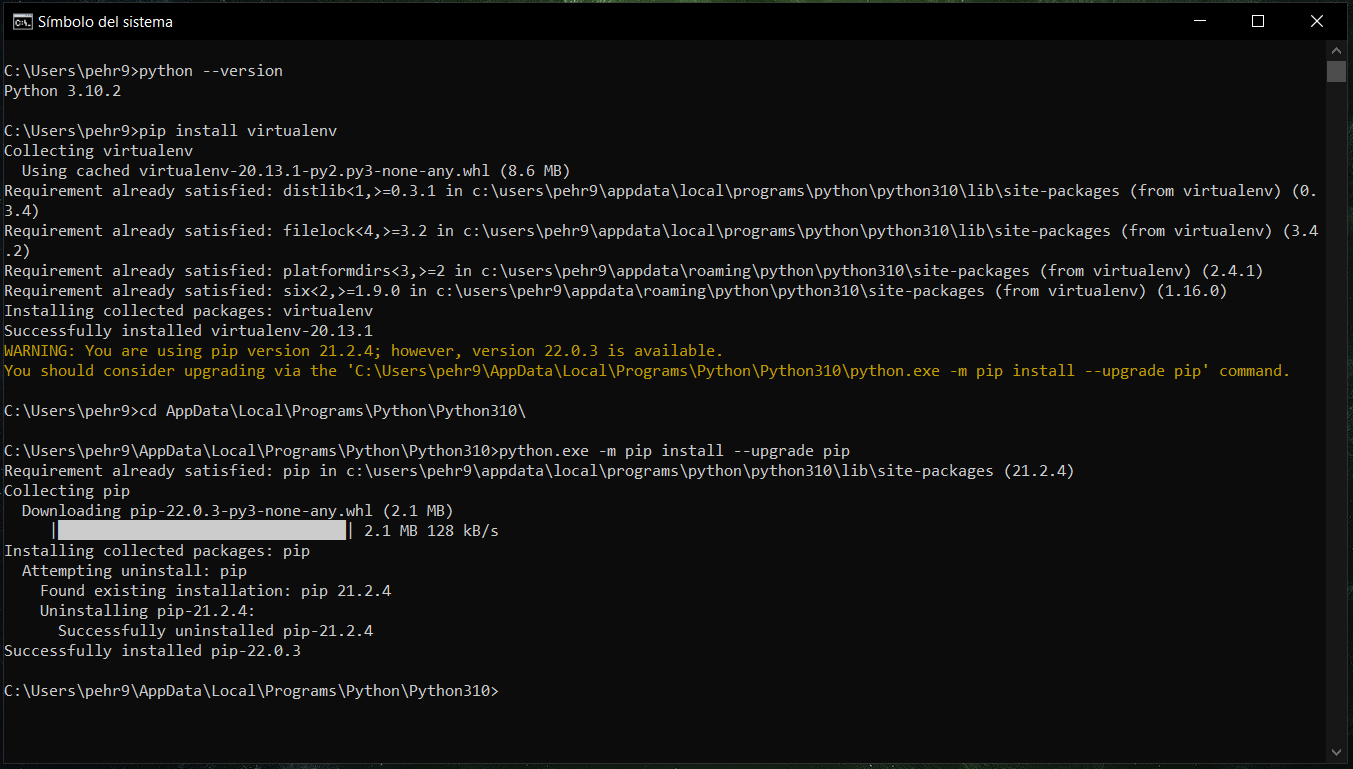 Símbolo del sistema
C:\Users\pehr9>python --version
Python 3.10.2
C:\Users\pehr9>pip install virtualenv
Collecting virtualenv
  Using cached virtualenv-20.13.1-py2.py3-none-any.whl (8.6 MB)
Requirement already satisfied: distlib<1,>=0.3.1 in c:\users\pehr9\appdata\local\programs\python\python310\lib\site-packages (from virtualenv) (0.
3.4)
Requirement already satisfied: filelock<4,>=3.2 in c:\users\pehr9\appdata\local\programs\python\python310\lib\site-packages (from virtualenv) (3.4
.2)
Requirement already satisfied: platformdirs<3,>=2 in c:\users\pehr9\appdata\roaming\python\python310\site-packages (from virtualenv) (2.4.1)
Requirement already satisfied: six<2,>=1.9.0 in c:\users\pehr9\appdata\roaming\python\python310\site-packages (from virtualenv) (1.16.0)
Installing collected packages: virtualenv
Successfully installed virtualenv-20.13.1
WARNING: You are using pip version 21.2.4; however, version 22.0.3 is available.
You should consider upgrading via the 'C:\Users\pehr9\AppData\Local\Programs\Python\Python310\python.exe -m pip install --upgrade pip' command.
C:\Users\pehr9>cd AppData\Local\Programs\Python\Python310\
C:\Users\pehr9\AppData\Local\Programs\Python\Python310>python.exe -m pip install --upgrade pip
Requirement already satisfied: pip in c:\users\pehr9\appdata\local\programs\python\python310\lib\site-packages (21.2.4)
Collecting pip
  Downloading pip-22.0.3-py3-none-any.whl (2.1 MB)
     |████████████████████████████████| 2.1 MB 128 kB/s
Installing collected packages: pip
  Attempting uninstall: pip
    Found existing installation: pip 21.2.4
    Uninstalling pip-21.2.4:
      Successfully uninstalled pip-21.2.4
Successfully installed pip-22.0.3
C:\Users\pehr9\AppData\Local\Programs\Python\Python310>